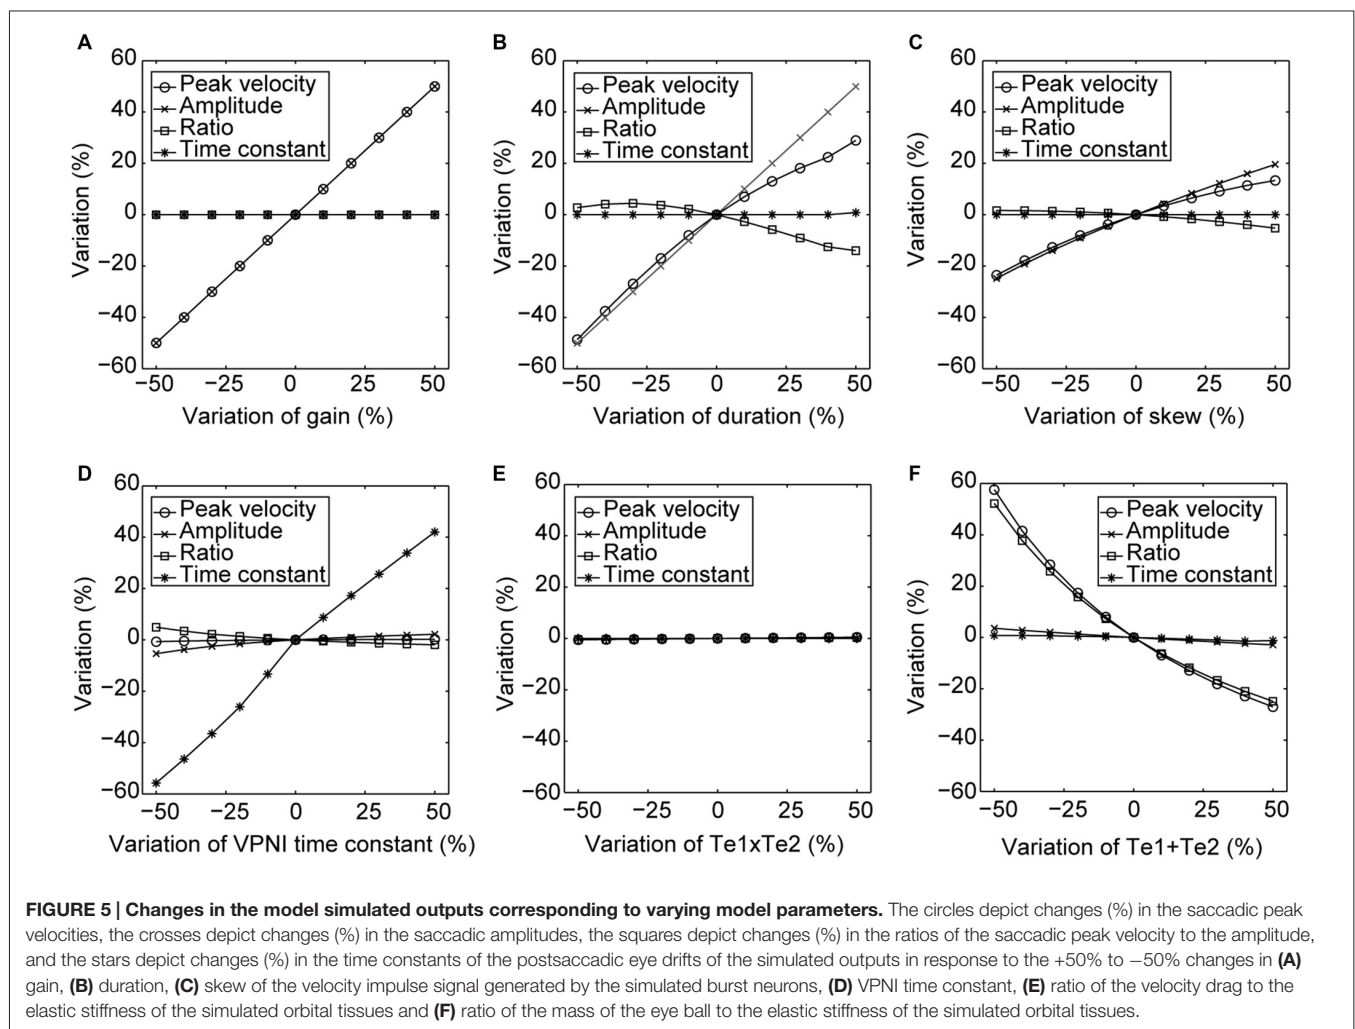 A
60
40
20
0
−20
−40
−60
Variation (%)
Peak velocity
Amplitude
Ratio
Time constant
−50 −25 0 25 50
Variation of gain (%)
B
60
40
20
0
−20
−40
−60
Variation (%)
Peak velocity
Amplitude
Ratio
Time constant
−50 −25 0 25 50
Variation of duration (%)
C
60
40
20
0
−20
−40
−60
Variation (%)
Peak velocity
Amplitude
Ratio
Time constant
−50 −25 0 25 50
Variation of skew (%)
D
60
40
20
0
−20
−40
−60
Variation (%)
Peak velocity
Amplitude
Ratio
Time constant
−50 −25 0 25 50
Variation of VPNI time constant (%)
E
60
40
20
0
−20
−40
−60
Variation (%)
Peak velocity
Amplitude
Ratio
Time constant
−50 −25 0 25 50
Variation of Te1xTe2 (%)
F
60
40
20
0
−20
−40
−60
Variation (%)
Peak velocity
Amplitude
Ratio
Time constant
−50 −25 0 25 50
Variation of Te1+Te2 (%)
FIGURE 5 | Changes in the model simulated outputs corresponding to varying model parameters. The circles depict changes (%) in the saccadic peak
velocities, the crosses depict changes (%) in the saccadic amplitudes, the squares depict changes (%) in the ratios of the saccadic peak velocity to the amplitude,
and the stars depict changes (%) in the time constants of the postsaccadic eye drifts of the simulated outputs in response to the +50% to −50% changes in (A)
gain, (B) duration, (C) skew of the velocity impulse signal generated by the simulated burst neurons, (D) VPNI time constant, (E) ratio of the velocity drag to the
elastic stiffness of the simulated orbital tissues and (F) ratio of the mass of the eye ball to the elastic stiffness of the simulated orbital tissues.